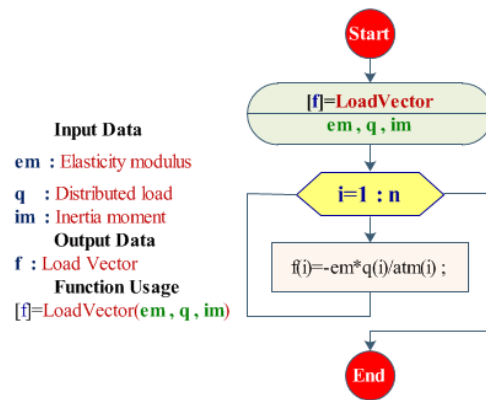 Input Data
em : Elasticity modulus
q : Distributed load
im : Inertia moment
Output Data
f : Load Vector
Function Usage
[f]=LoadVector(em , q , im)
Start
[f]=LoadVector
em , q , im
i=1 : n
f(i)=-em*q(i)/atm(i) ;
End